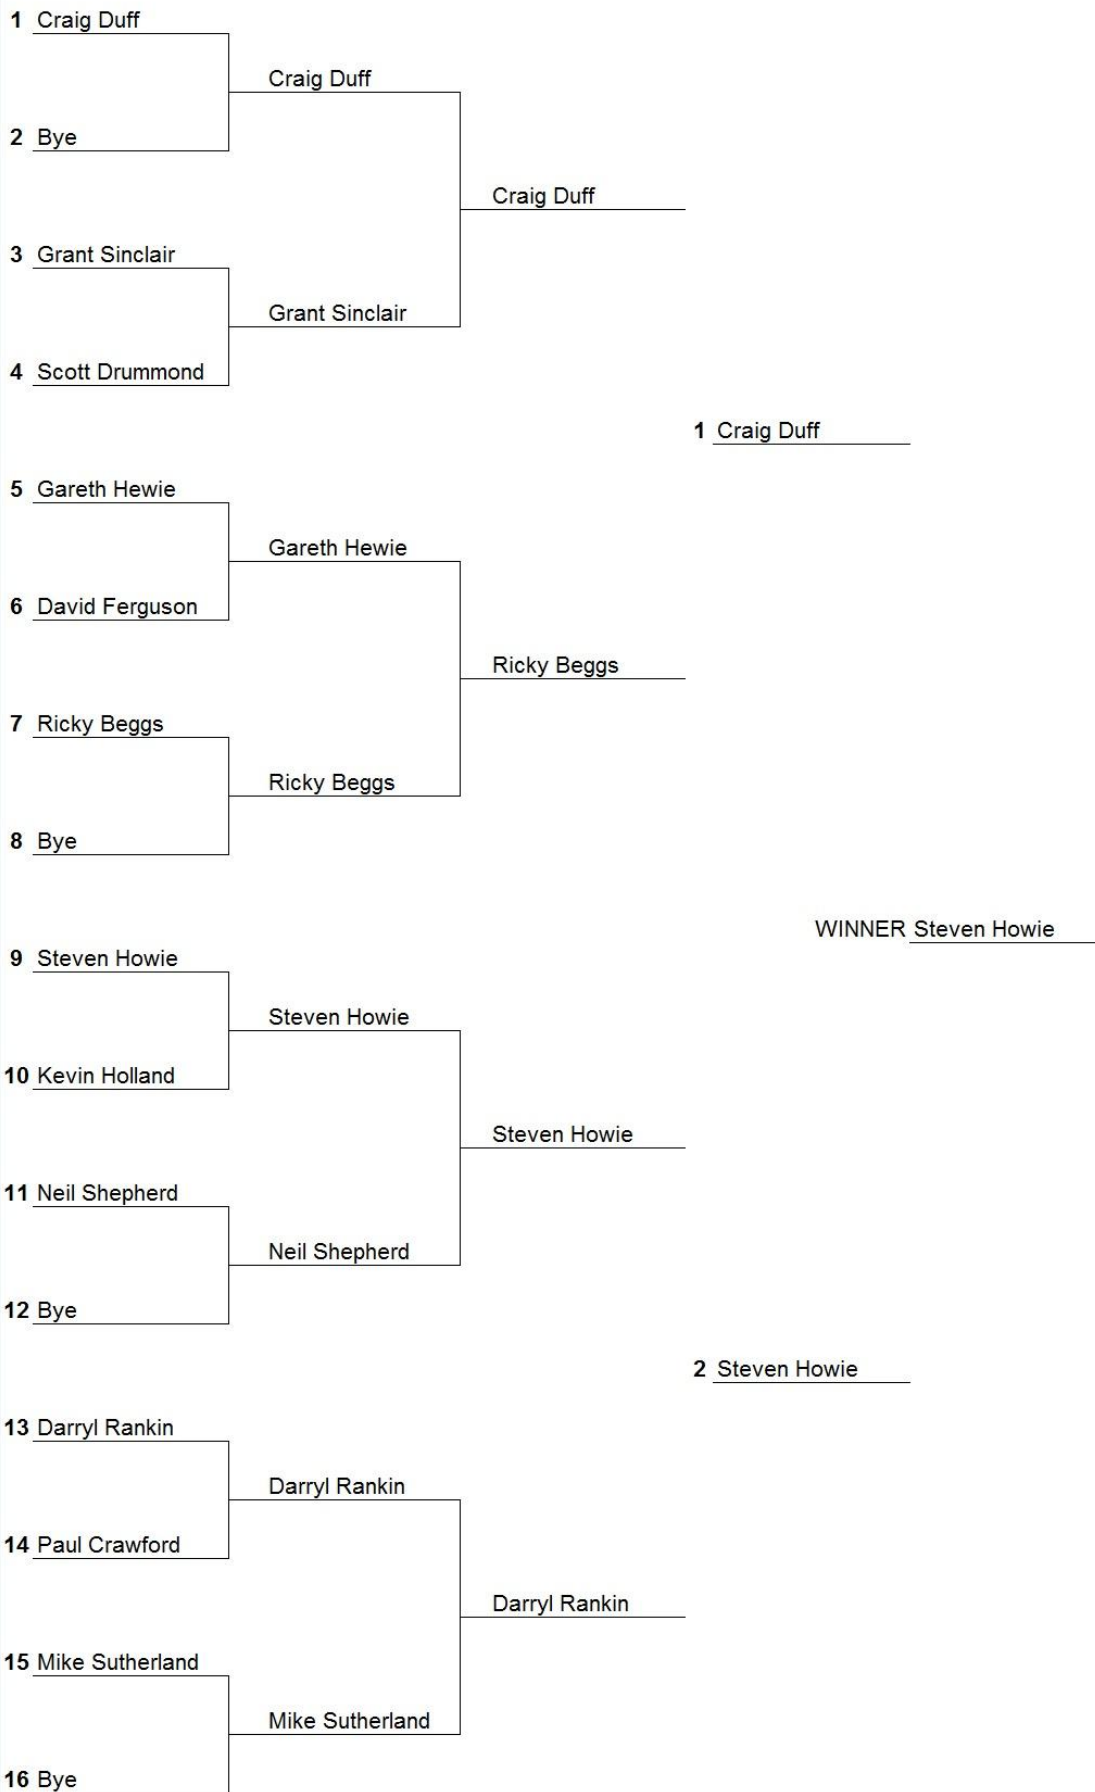 1 Craig Duff
Craig Duff
2 Bye
Craig Duff
3 Grant Sinclair
Grant Sinclair
4 Scott Drummond
1 Craig Duff
5 Gareth Hewie
Gareth Hewie
6 David Ferguson
Ricky Beggs
7 Ricky Beggs
Ricky Beggs
8 Bye
WINNER Steven Howie
9 Steven Howie
Steven Howie
10 Kevin Holland
Steven Howie
11 Neil Shepherd
Neil Shepherd
12 Bye
2 Steven Howie
13 Darryl Rankin
Darryl Rankin
14 Paul Crawford
Darryl Rankin
15 Mike Sutherland
Mike Sutherland
16 Bye